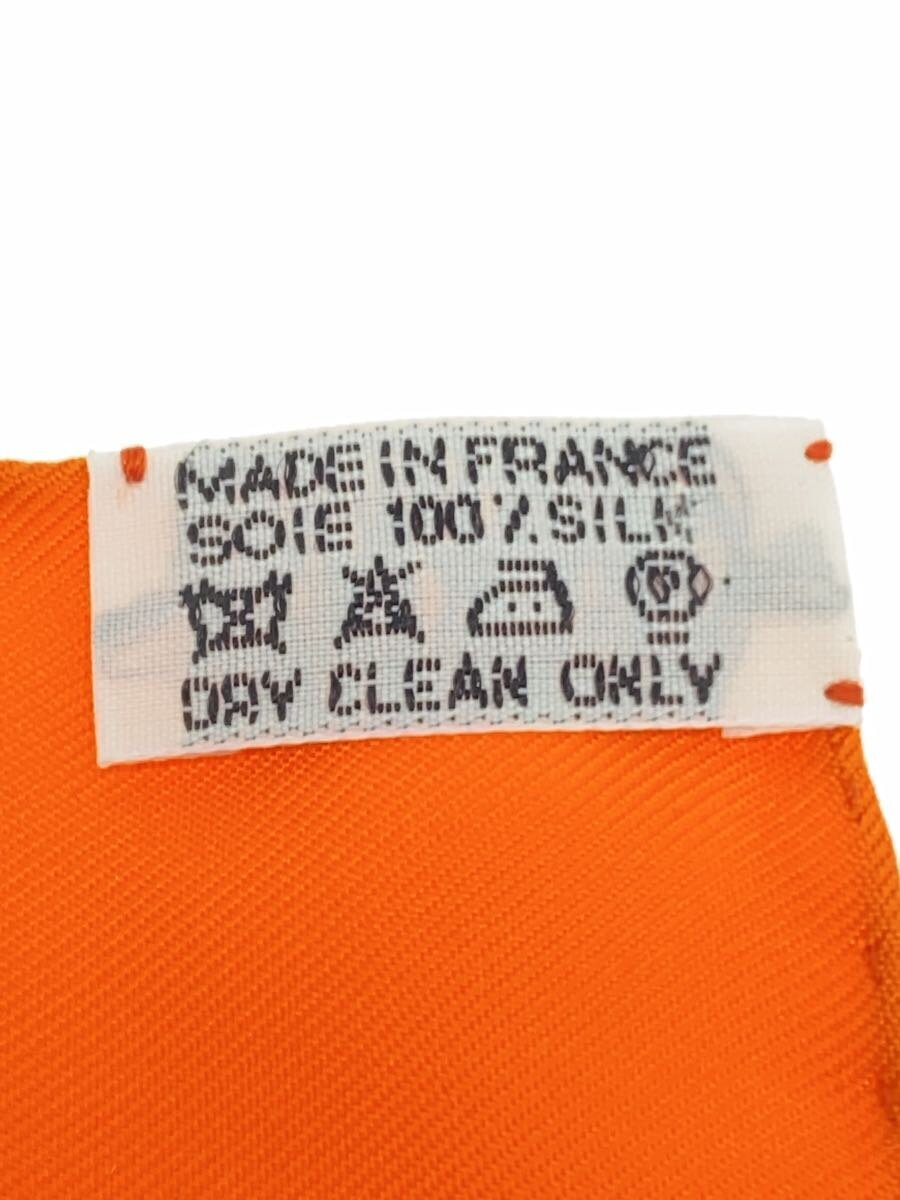 MADE IN FRANCE
SOIE 100% SILK
P
DRY CLEAN ONLY